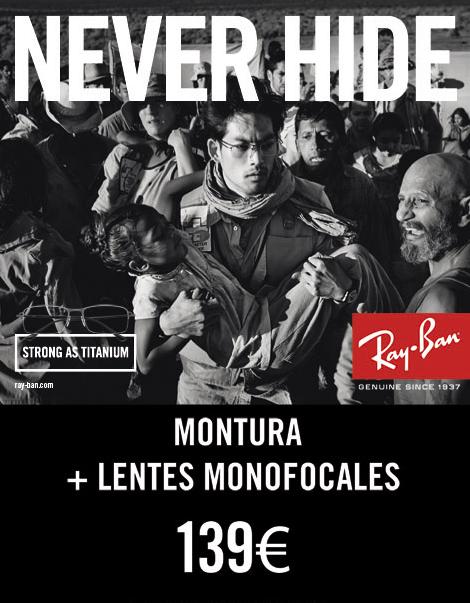 NEVER HIDE
STRONG AS TITANIUM
ray-ban.com
Ray-Ban
GENUINE SINCE 1937
MONTURA
+ LENTES MONOFOCALES
139€